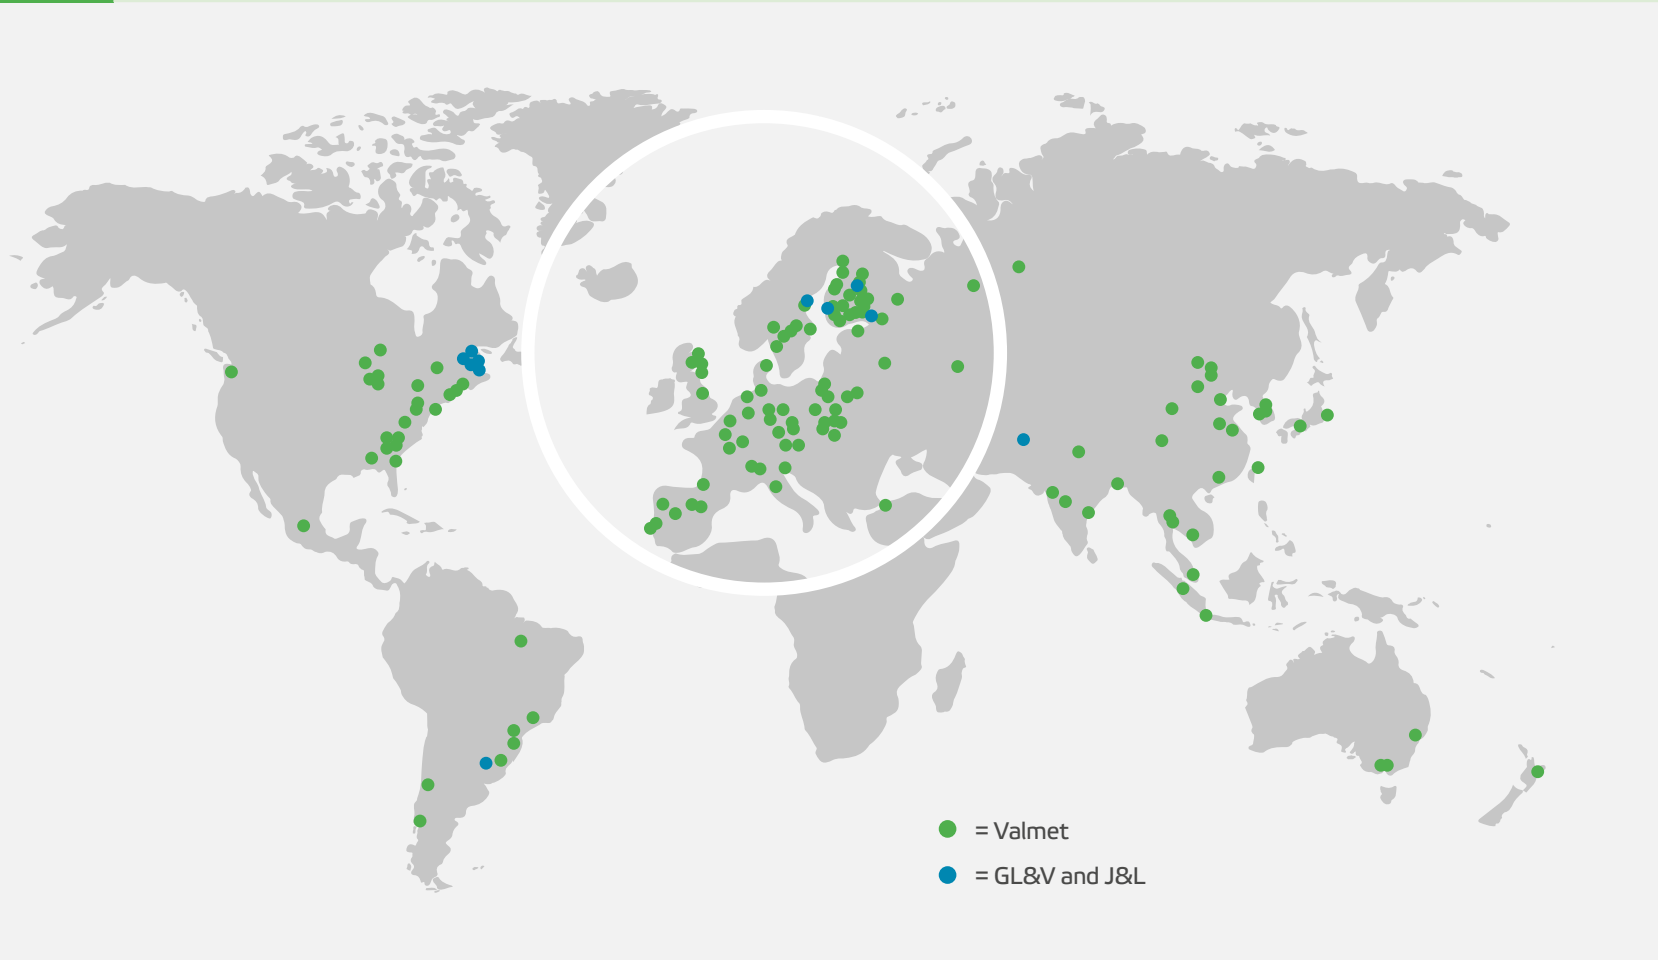 = Valmet
= GL&V and J&L